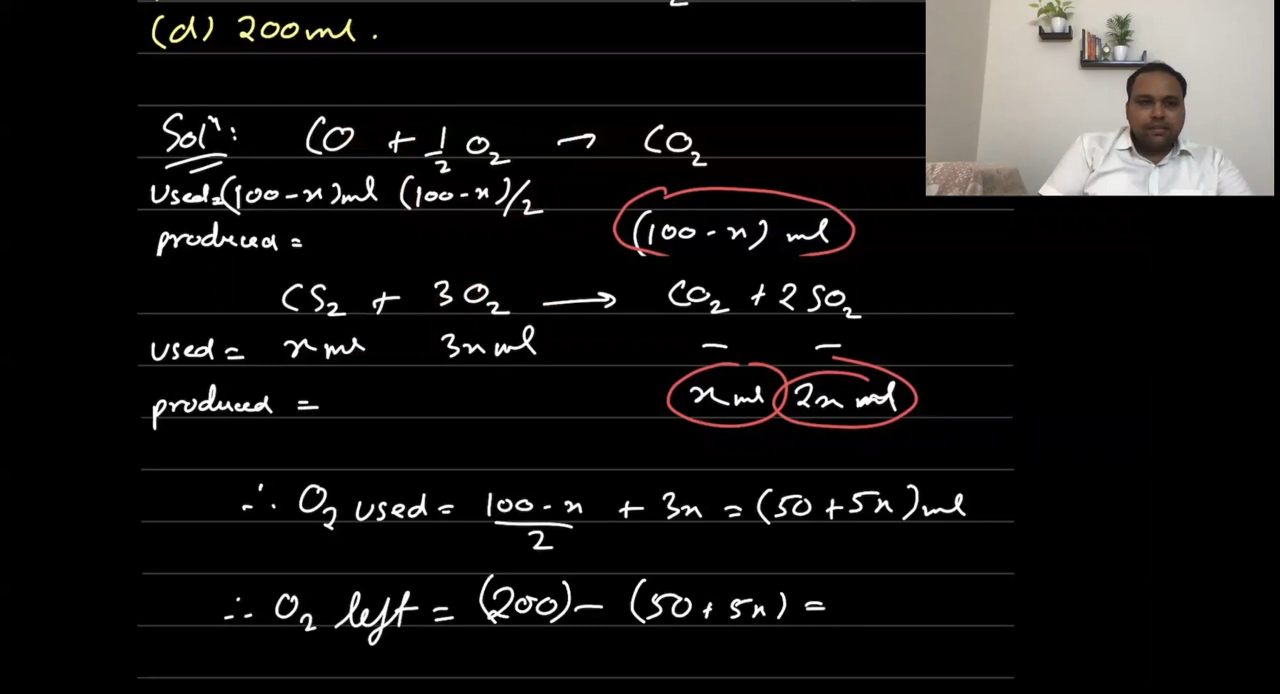 (d) 200ml.
Solⁿ: CO + 1/2 O₂ → CO₂
Used=(100-x)ml (100-x)/2
produced = (100-x) ml
CS₂ + 3O₂ → CO₂ + 2SO₂
used = x ml 3x ml - -
produced = x ml 2x ml
∴ O₂ used = (100-x)/2 + 3x = (50+5x)ml
∴ O₂ left = (200) - (50+5x) =